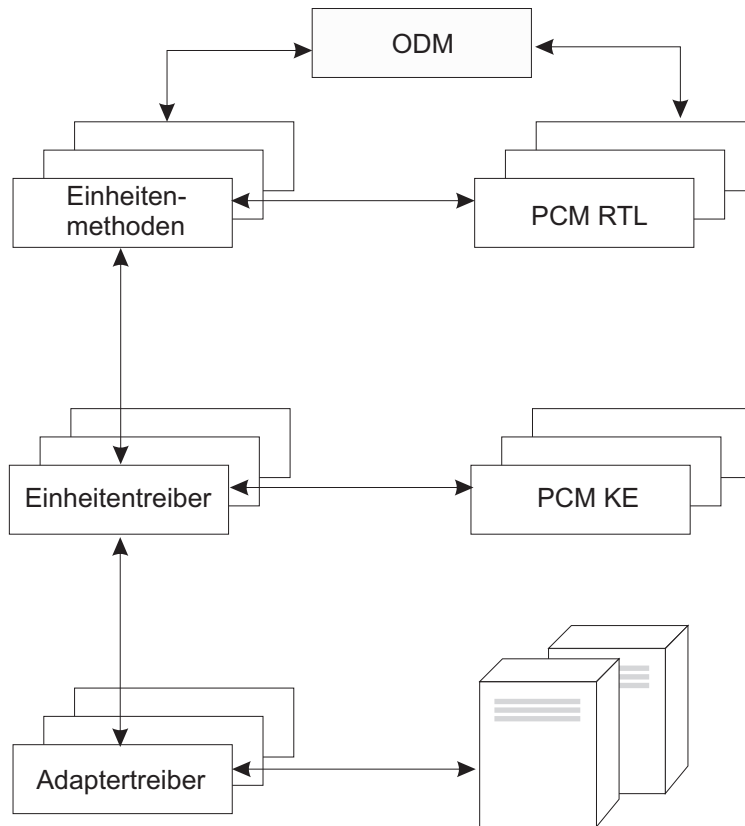 ODM
Einheiten-
methoden
PCM RTL
Einheitentreiber
PCM KE
Adaptertreiber